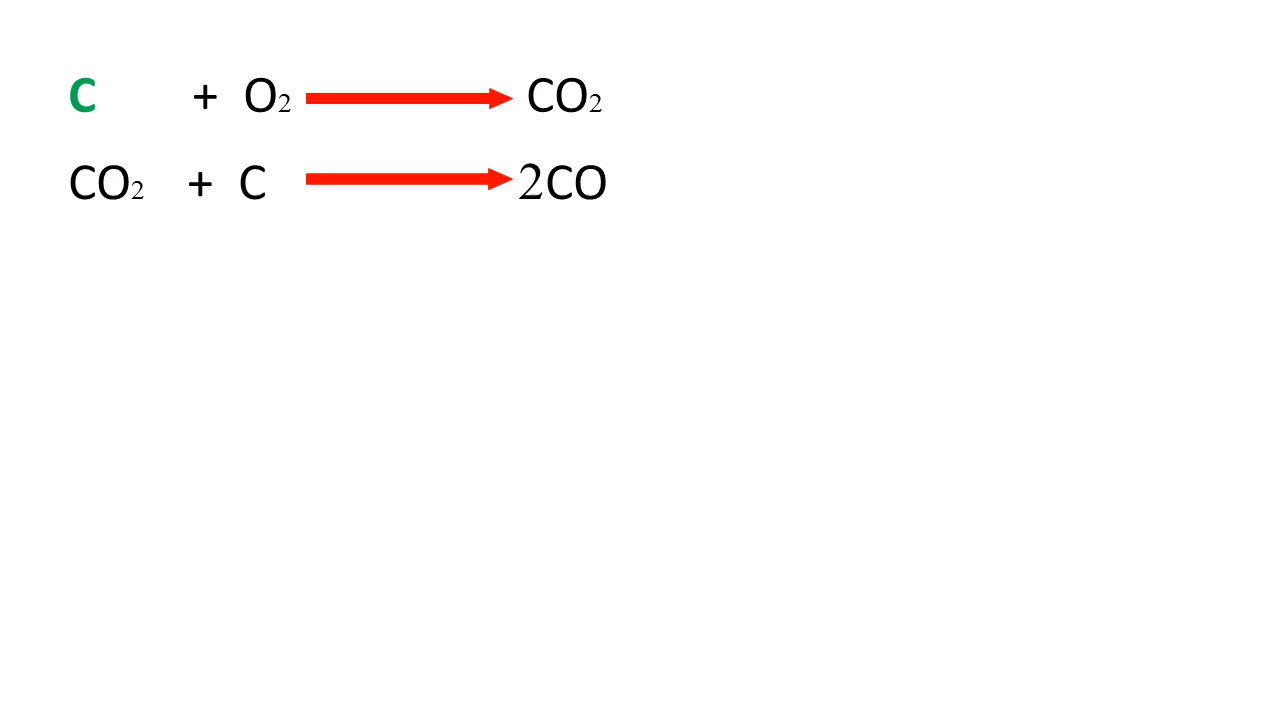 C + O₂ → CO₂
CO₂ + C → 2CO